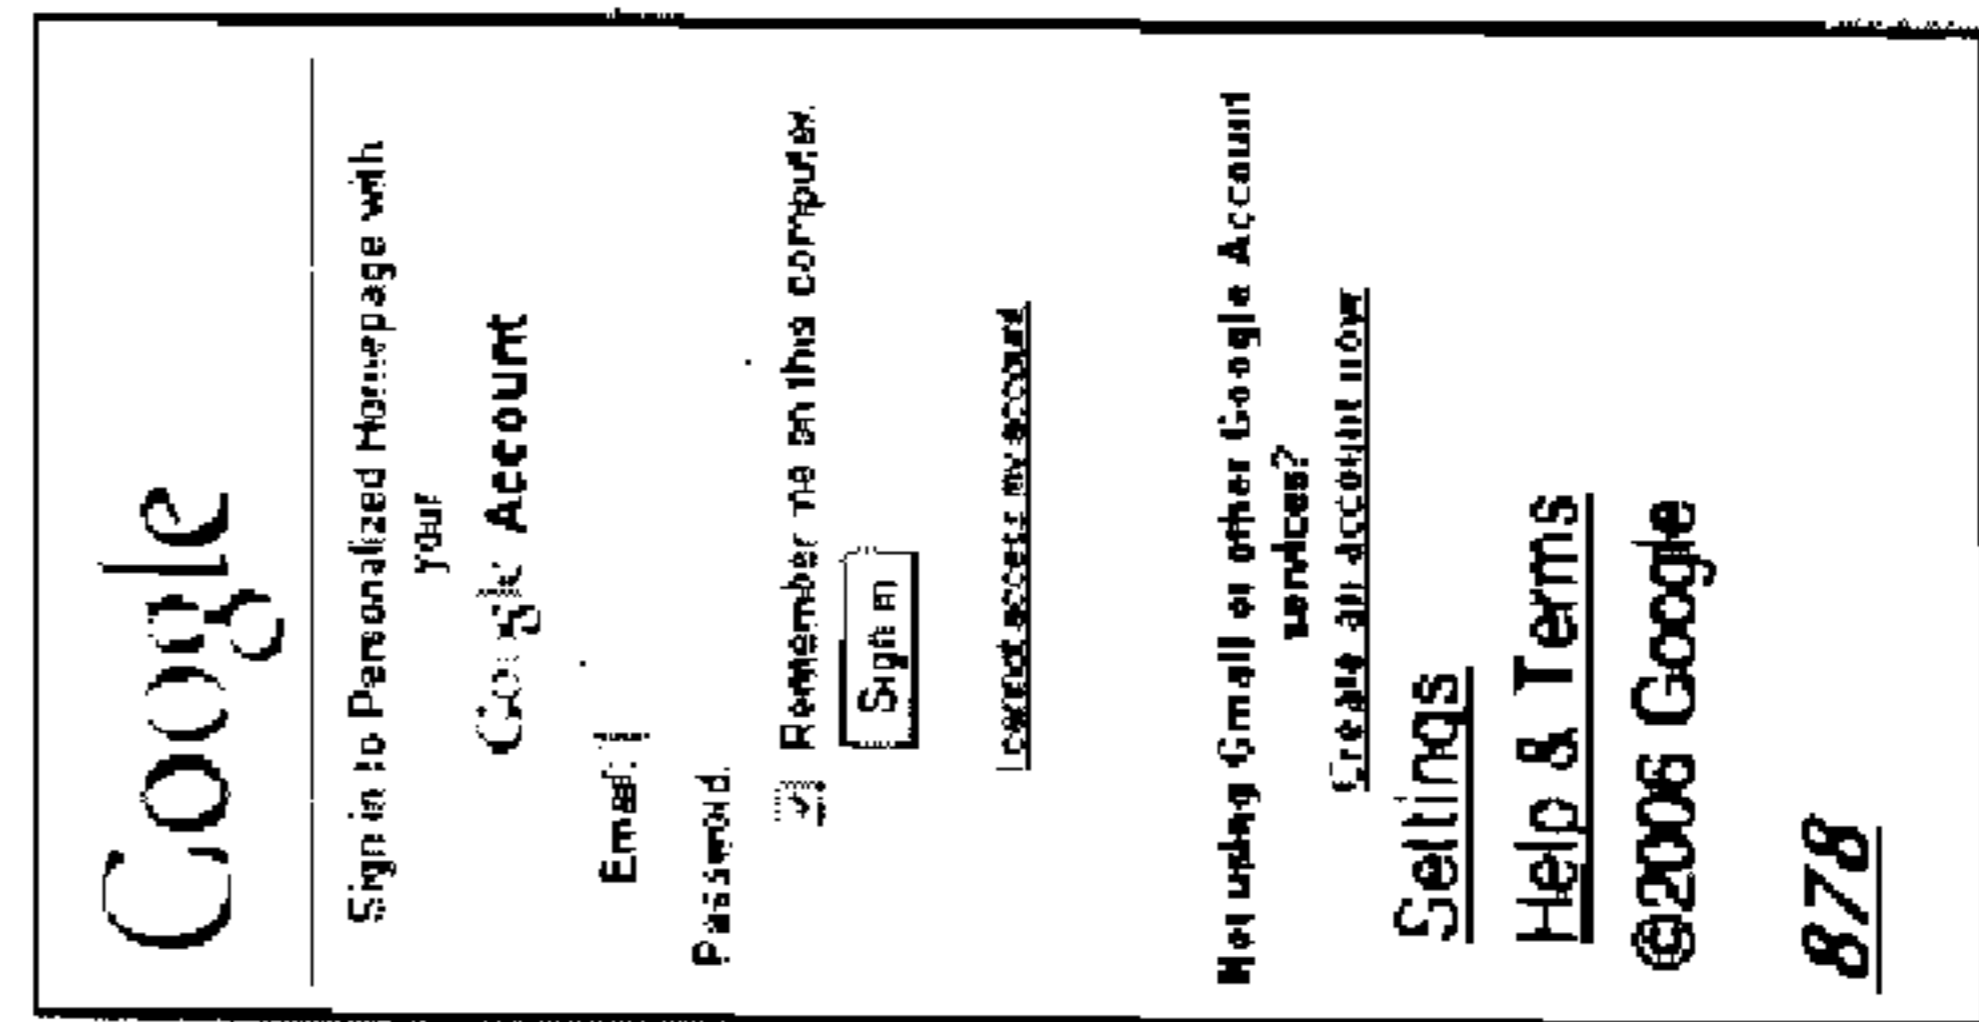 Google
Sign in to Personalized Homepage with
your
Google Account
Email:
Password:
Remember me on this computer.
Sign in
I cannot access my account
Not using Gmail or other Google Account
services?
Create an account now
Settings
Help & Terms
©2006 Google
878